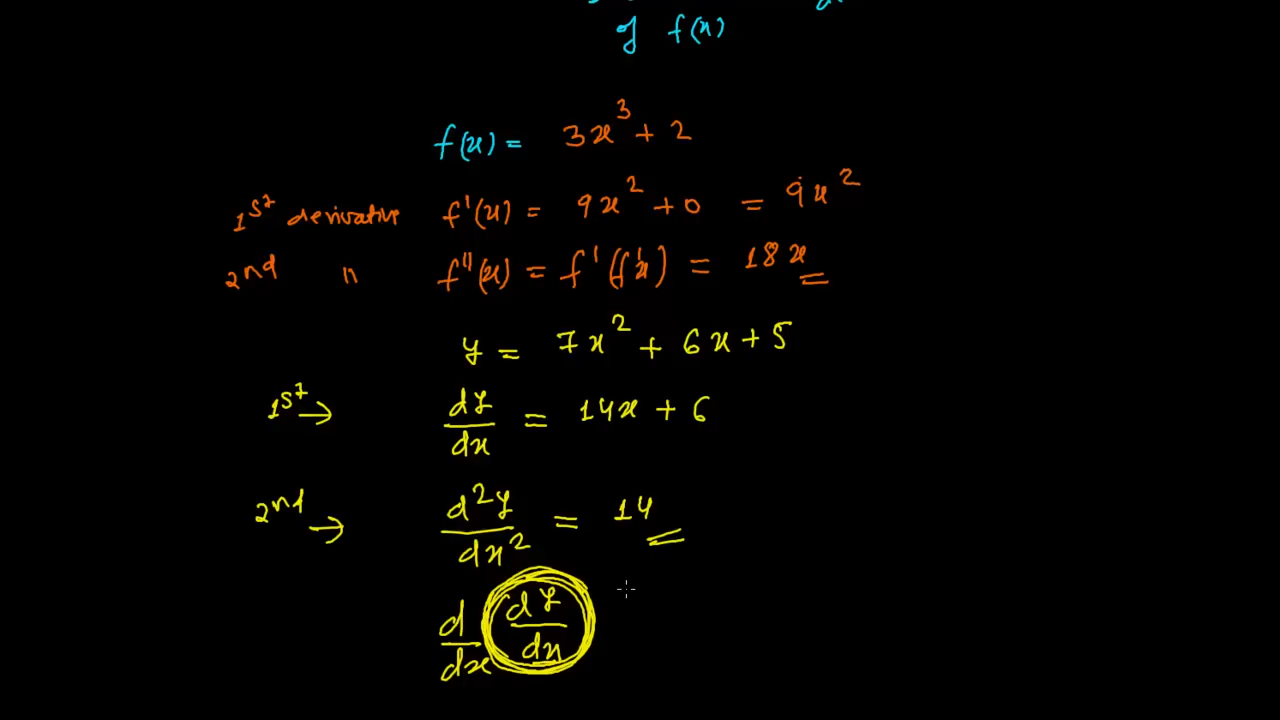 of f(x)
f(x) = 3x³ + 2
1st derivative f'(x) = 9x² + 0 = 9x²
2nd " f''(x) = f'(f'x) = 18x
y = 7x² + 6x + 5
1st → dy/dx = 14x + 6
2nd → d²y/dx² = 14
d/dx dy/dx